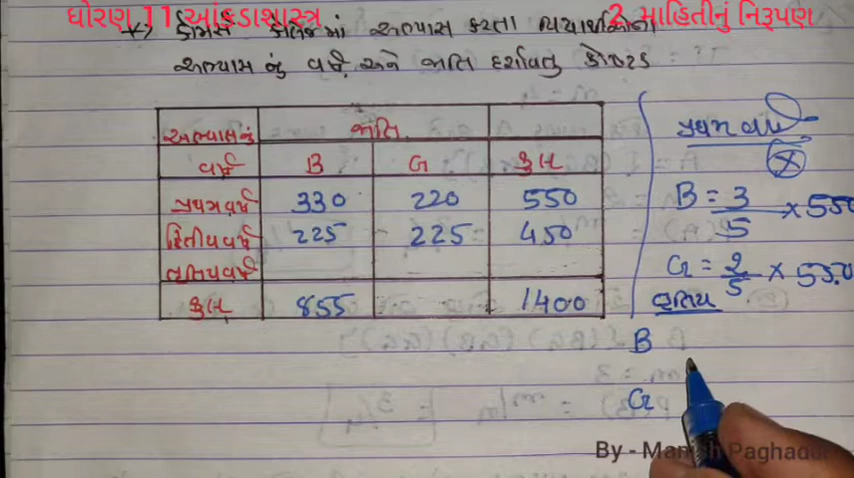 ધોરણ 11 આંકડાશાસ્ત્ર
2 માહિતીનું નિરૂપણ
*→ કોમર્સ કોલેજમાં અભ્યાસ કરતા
અભ્યાસ નું વર્ષ અને જાતિ દર્શાવતુ કોષ્ટક
અભ્યાસનું જાતિ
વર્ષ B G કુલ
પ્રથમવર્ષ 330 220 550
દ્વિતીયવર્ષ 225 225 450
તૃતિયવર્ષ
કુલ 855 1400
પ્રથમ વર્ષ
B = 3/5 × 550
G = 2/5 × 550
B
G
By - Manish Paghadar